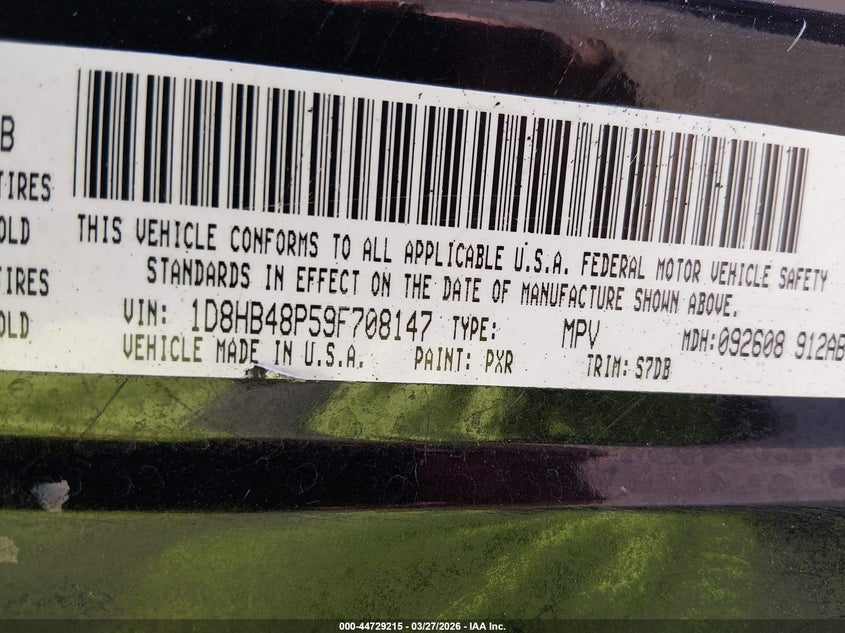 B
TIRES
OLD
TIRES
OLD
THIS VEHICLE CONFORMS TO ALL APPLICABLE U.S.A. FEDERAL MOTOR VEHICLE SAFETY
STANDARDS IN EFFECT ON THE DATE OF MANUFACTURE SHOWN ABOVE.
VIN: 1D8HB48P59F708147 TYPE: MPV MDH:092608 912AB
VEHICLE MADE IN U.S.A. PAINT: PXR TRIM: S7DB
000-44729215 - 03/27/2026 - IAA Inc.